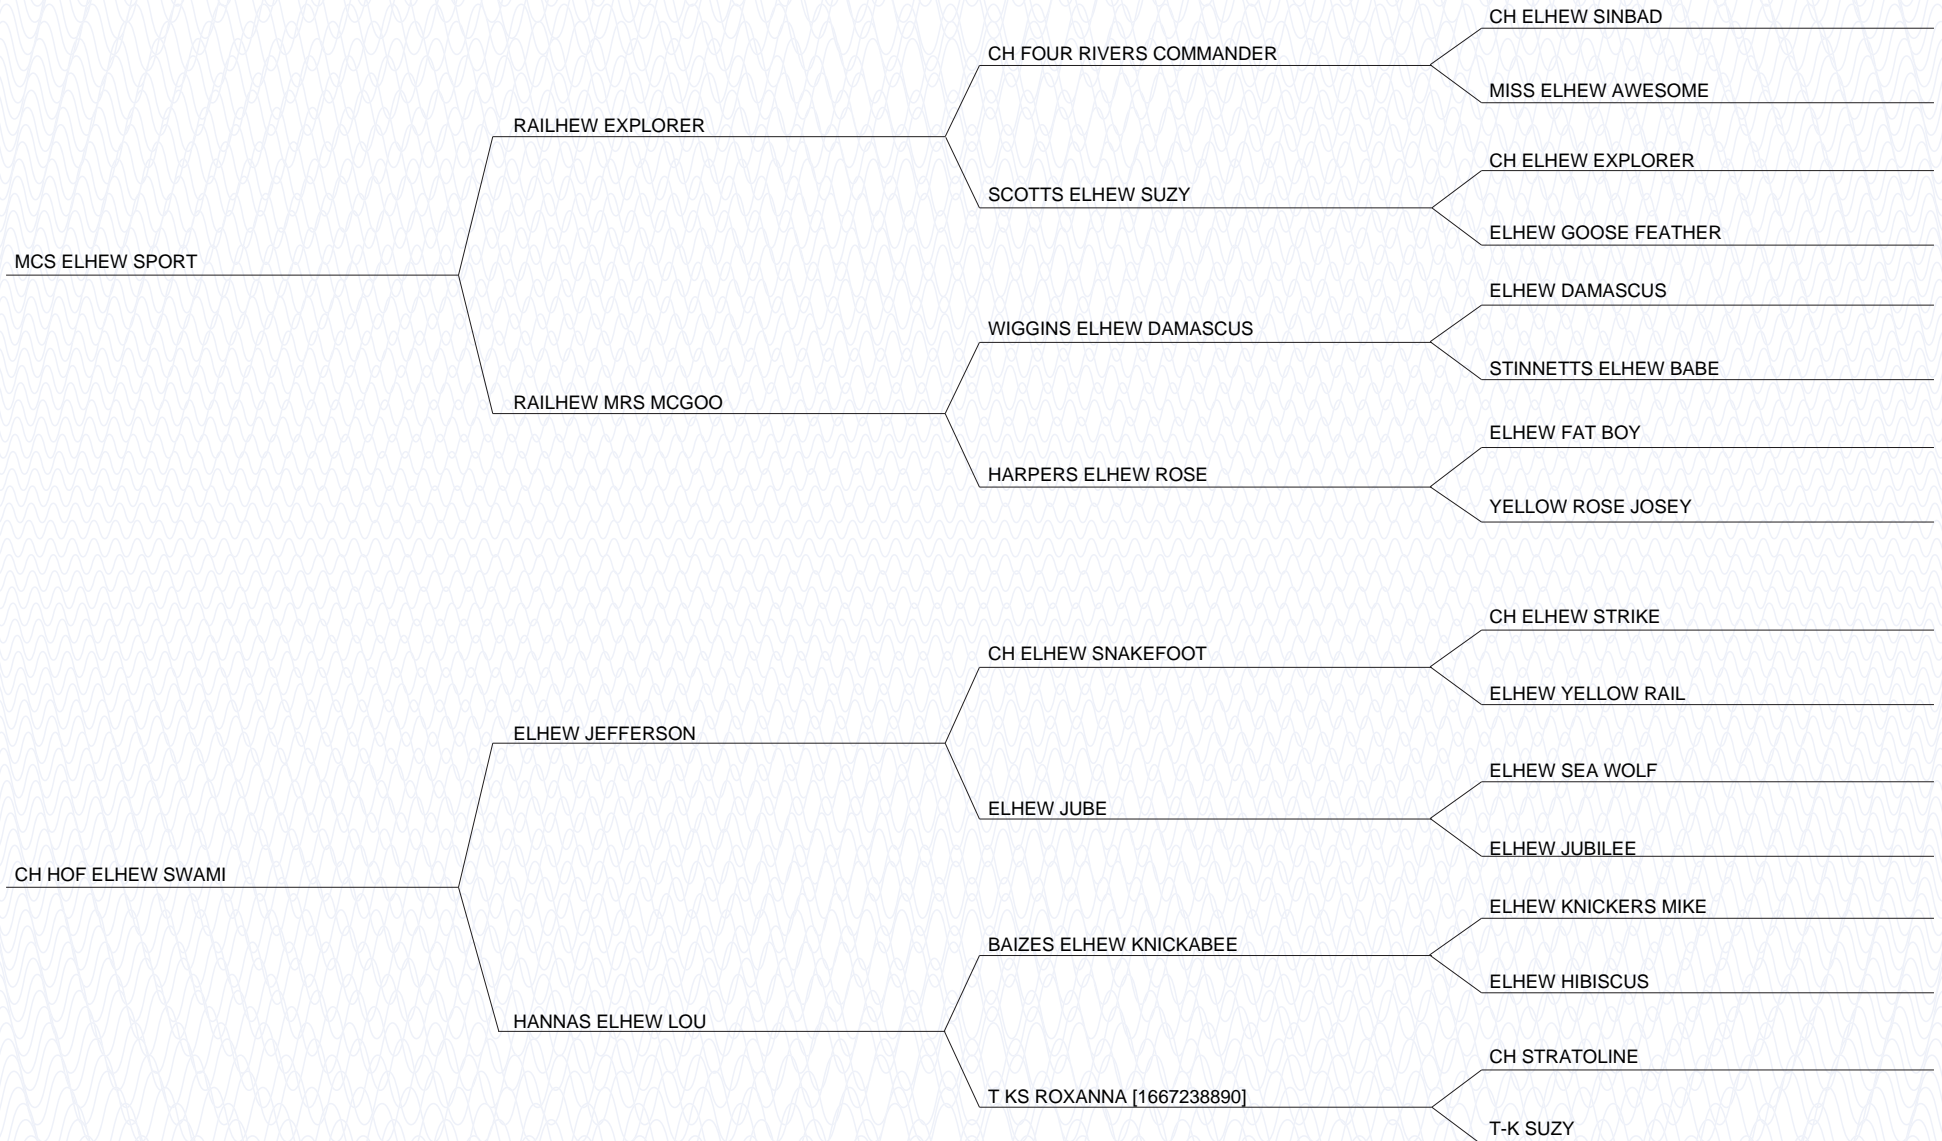 CH ELHEW SINBAD
CH FOUR RIVERS COMMANDER
MISS ELHEW AWESOME
RAILHEW EXPLORER
CH ELHEW EXPLORER
SCOTTS ELHEW SUZY
ELHEW GOOSE FEATHER
MCS ELHEW SPORT
ELHEW DAMASCUS
WIGGINS ELHEW DAMASCUS
STINNETTS ELHEW BABE
RAILHEW MRS MCGOO
ELHEW FAT BOY
HARPERS ELHEW ROSE
YELLOW ROSE JOSEY
CH ELHEW STRIKE
CH ELHEW SNAKEFOOT
ELHEW YELLOW RAIL
ELHEW JEFFERSON
ELHEW SEA WOLF
ELHEW JUBE
ELHEW JUBILEE
CH HOF ELHEW SWAMI
ELHEW KNICKERS MIKE
BAIZES ELHEW KNICKABEE
ELHEW HIBISCUS
HANNAS ELHEW LOU
CH STRATOLINE
T KS ROXANNA [1667238890]
T-K SUZY